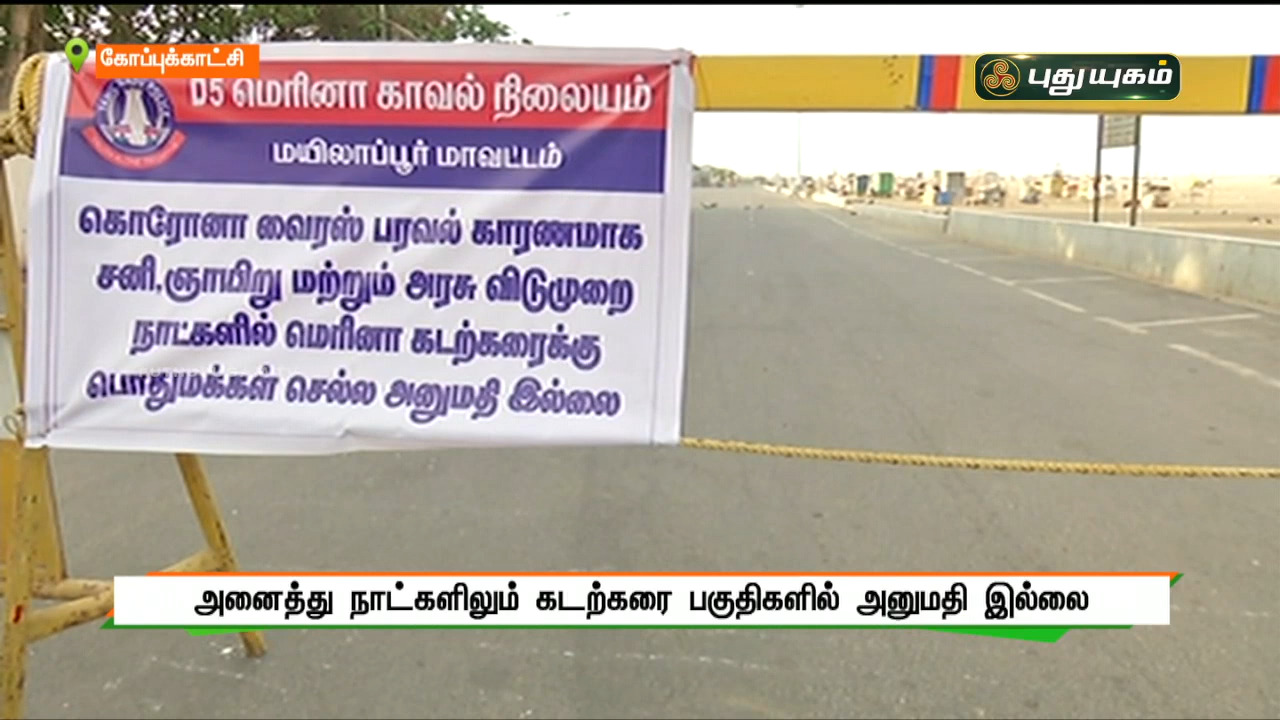 கோப்புக்காட்சி
புதுயுகம்
D5 மெரினா காவல் நிலையம்
மயிலாப்பூர் மாவட்டம்
கொரோனா வைரஸ் பரவல் காரணமாக
சனி,ஞாயிறு மற்றும் அரசு விடுமுறை
நாட்களில் மெரினா கடற்கரைக்கு
பொதுமக்கள் செல்ல அனுமதி இல்லை
அனைத்து நாட்களிலும் கடற்கரை பகுதிகளில் அனுமதி இல்லை